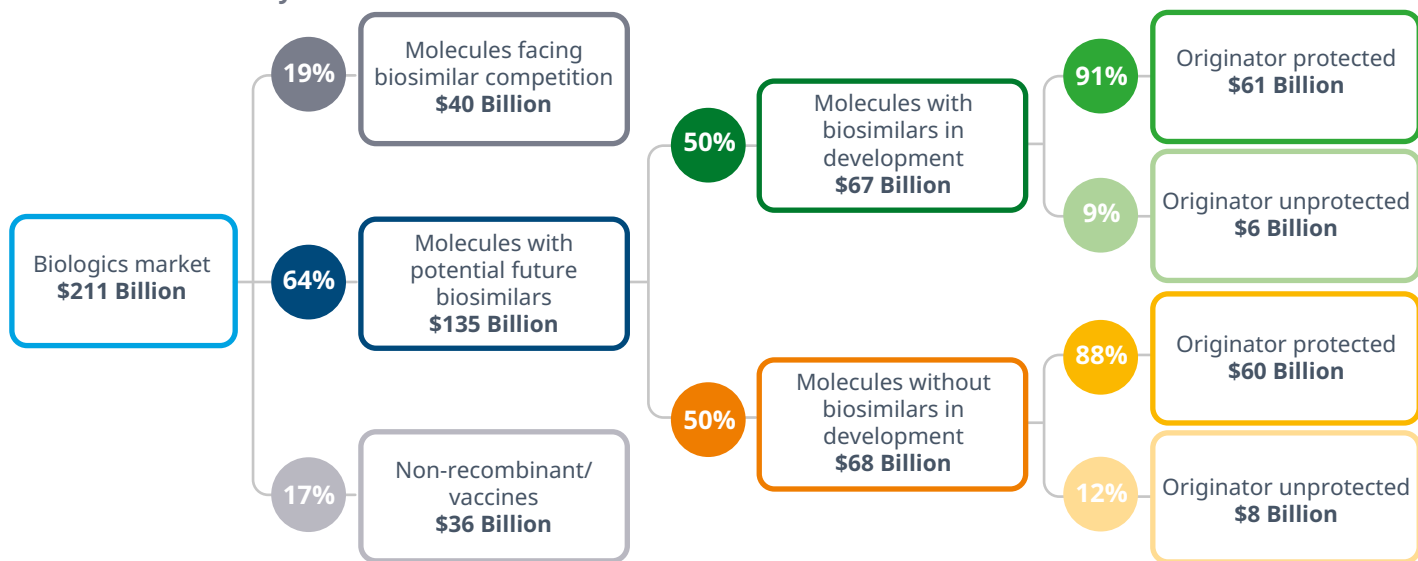 Biologics market
$211 Billion
19%
Molecules facing
biosimilar competition
$40 Billion
64%
Molecules with
potential future
biosimilars
$135 Billion
17%
Non-recombinant/
vaccines
$36 Billion
50%
Molecules with
biosimilars in
development
$67 Billion
50%
Molecules without
biosimilars in
development
$68 Billion
91%
Originator protected
$61 Billion
9%
Originator unprotected
$6 Billion
88%
Originator protected
$60 Billion
12%
Originator unprotected
$8 Billion